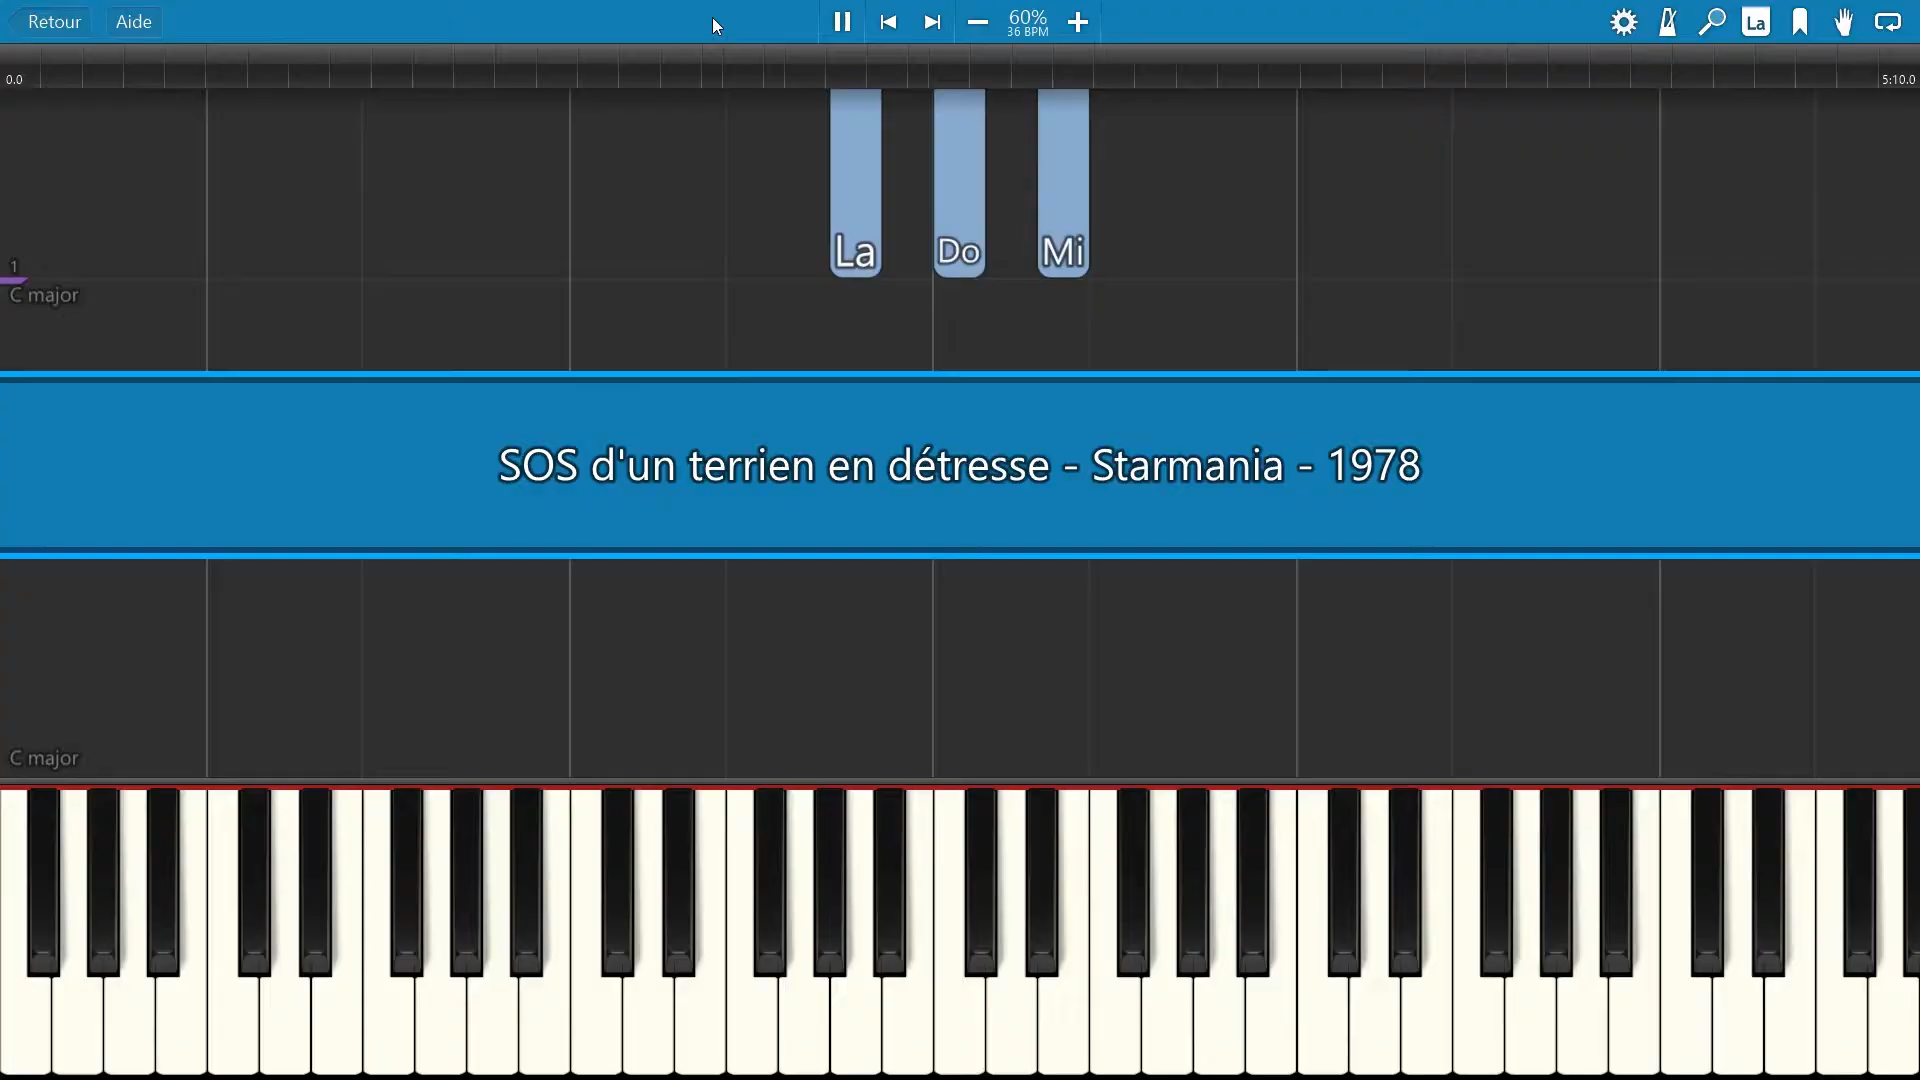 Retour
Aide
60%
36 BPM
La
0.0
5:10.0
La
Do
Mi
1
C major
SOS d'un terrien en détresse - Starmania - 1978
C major